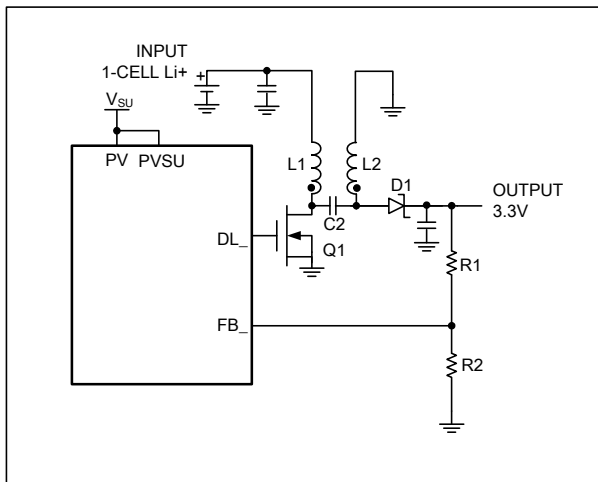 INPUT
1-CELL Li+
+
VSU
PV PVSU
L1 L2
D1
OUTPUT
3.3V
C2
DL_
Q1
R1
FB_
R2